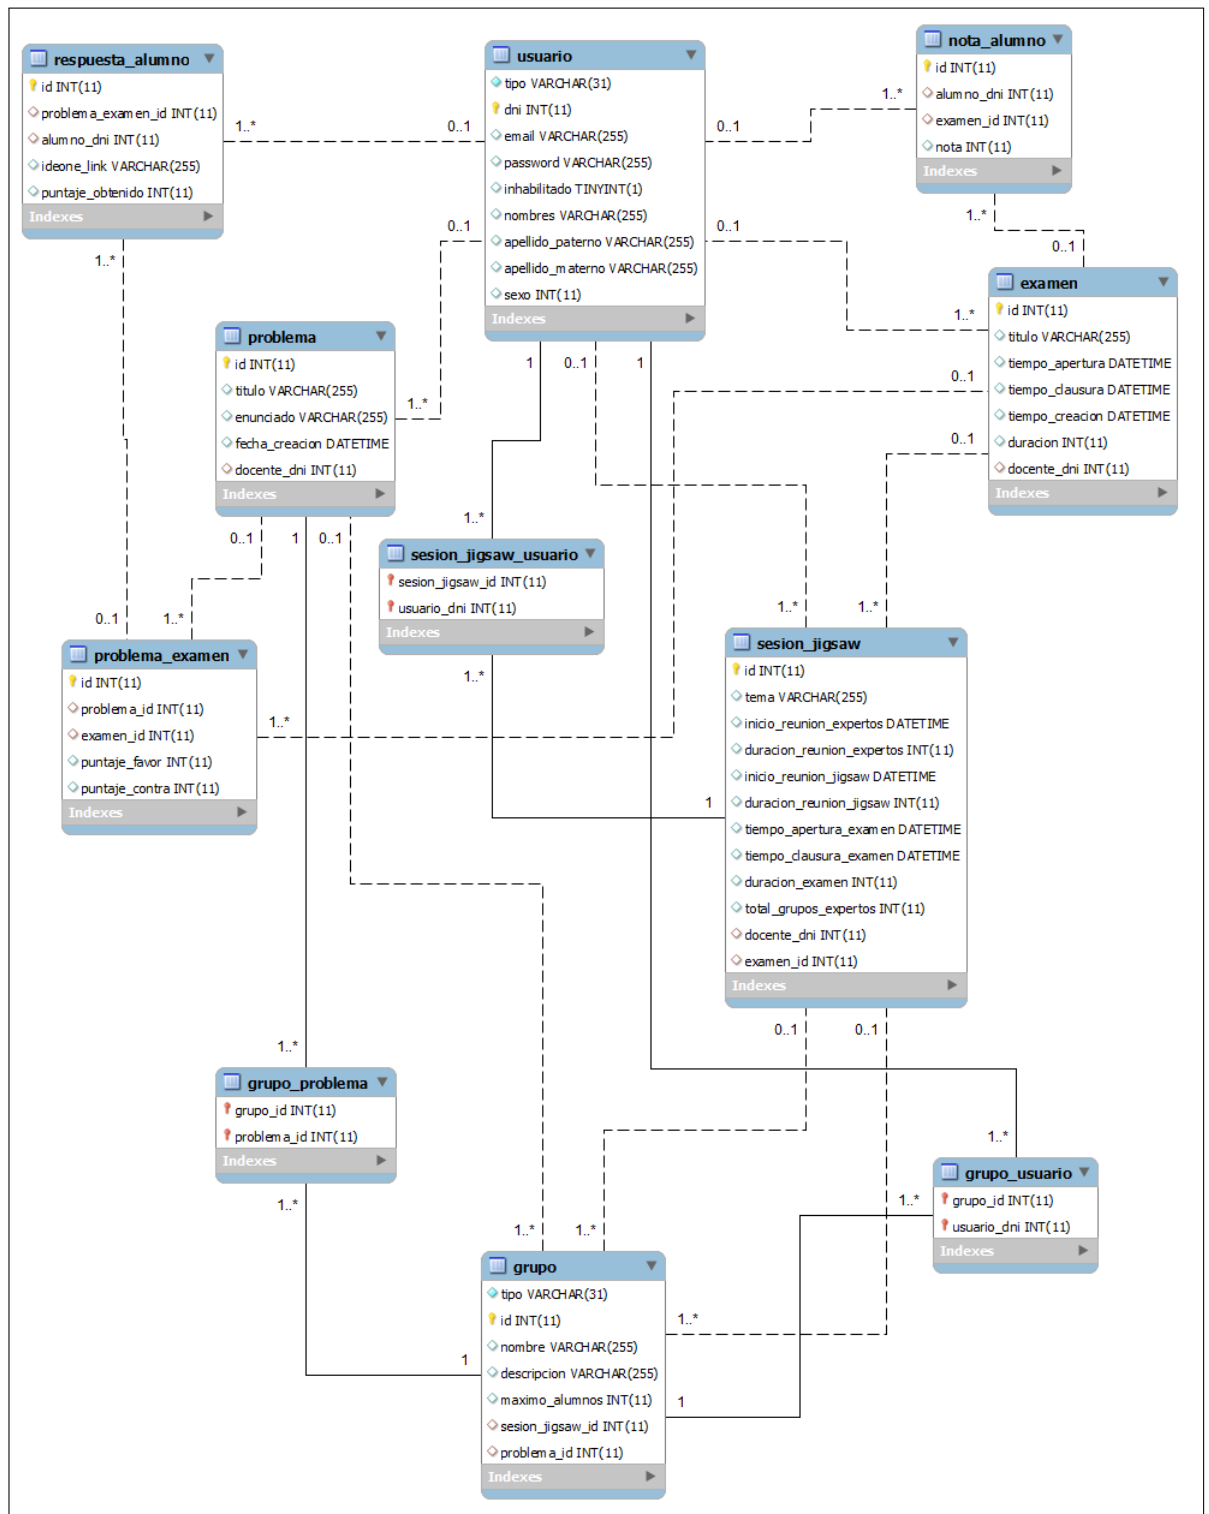 respuesta_alumno
id INT(11)
problema_examen_id INT(11)
alumno_dni INT(11)
ideone_link VARCHAR(255)
puntaje_obtenido INT(11)
Indexes
usuario
tipo VARCHAR(31)
dni INT(11)
email VARCHAR(255)
password VARCHAR(255)
inhabilitado TINYINT(1)
nombres VARCHAR(255)
apellido_paterno VARCHAR(255)
apellido_materno VARCHAR(255)
sexo INT(11)
Indexes
nota_alumno
id INT(11)
alumno_dni INT(11)
examen_id INT(11)
nota INT(11)
Indexes
1..*
0..1
0..1
1..*
1..*
0..1
0..1
0..1
1..*
1..*
examen
id INT(11)
titulo VARCHAR(255)
tiempo_apertura DATETIME
tiempo_clausura DATETIME
tiempo_creacion DATETIME
duracion INT(11)
docente_dni INT(11)
Indexes
problema
id INT(11)
titulo VARCHAR(255)
enunciado VARCHAR(255)
fecha_creacion DATETIME
docente_dni INT(11)
Indexes
1
0..1
1
0..1
1..*
0..1
0..1
1
0..1
1..*
sesion_jigsaw_usuario
sesion_jigsaw_id INT(11)
usuario_dni INT(11)
Indexes
0..1
1..*
1..*
1..*
problema_examen
id INT(11)
problema_id INT(11)
examen_id INT(11)
puntaje_favor INT(11)
puntaje_contra INT(11)
Indexes
1..*
1..*
1
sesion_jigsaw
id INT(11)
tema VARCHAR(255)
inicio_reunion_expertos DATETIME
duracion_reunion_expertos INT(11)
inicio_reunion_jigsaw DATETIME
duracion_reunion_jigsaw INT(11)
tiempo_apertura_examen DATETIME
tiempo_clausura_examen DATETIME
duracion_examen INT(11)
total_grupos_expertos INT(11)
docente_dni INT(11)
examen_id INT(11)
Indexes
0..1
0..1
1..*
grupo_problema
grupo_id INT(11)
problema_id INT(11)
Indexes
1..*
1..*
grupo_usuario
grupo_id INT(11)
usuario_dni INT(11)
Indexes
1..*
1..*
1..*
grupo
tipo VARCHAR(31)
id INT(11)
nombre VARCHAR(255)
descripcion VARCHAR(255)
maximo_alumnos INT(11)
sesion_jigsaw_id INT(11)
problema_id INT(11)
Indexes
1..*
1
1